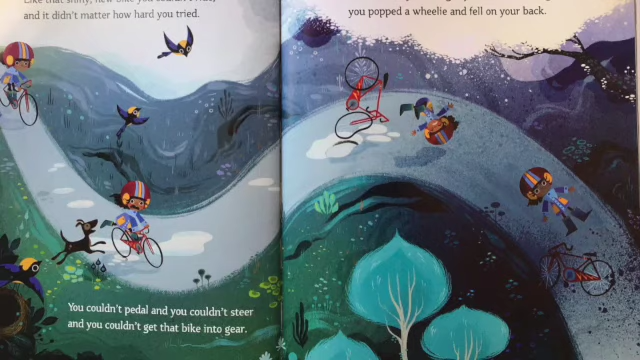 Like that shiny, new bike you couldn't ride,
and it didn't matter how hard you tried.
You couldn't pedal and you couldn't steer
and you couldn't get that bike into gear.
you popped a wheelie and fell on your back.